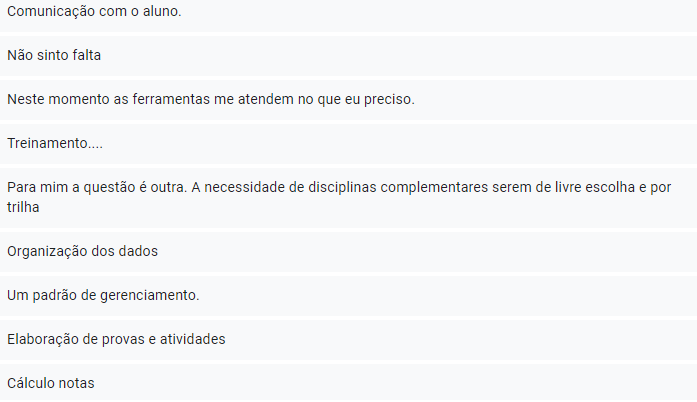 Comunicação com o aluno.
Não sinto falta
Neste momento as ferramentas me atendem no que eu preciso.
Treinamento....
Para mim a questão é outra. A necessidade de disciplinas complementares serem de livre escolha e por
trilha
Organização dos dados
Um padrão de gerenciamento.
Elaboração de provas e atividades
Cálculo notas